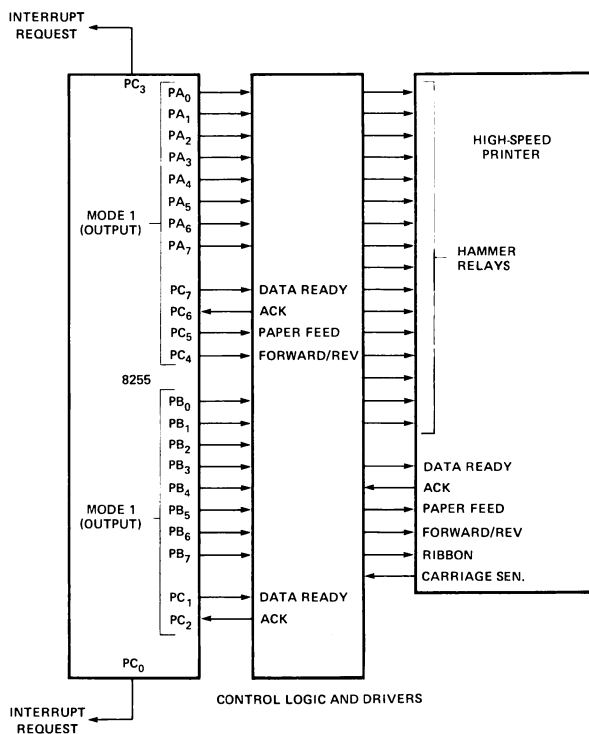 INTERRUPT
REQUEST
PC3
PA0
PA1
PA2
PA3
PA4
PA5
PA6
PA7
MODE 1
(OUTPUT)
PC7
PC6
PC5
PC4
DATA READY
ACK
PAPER FEED
FORWARD/REV
8255
PB0
PB1
PB2
PB3
PB4
PB5
PB6
PB7
MODE 1
(OUTPUT)
PC1
PC2
DATA READY
ACK
PC0
INTERRUPT
REQUEST
CONTROL LOGIC AND DRIVERS
HIGH-SPEED
PRINTER
HAMMER
RELAYS
DATA READY
ACK
PAPER FEED
FORWARD/REV
RIBBON
CARRIAGE SEN.